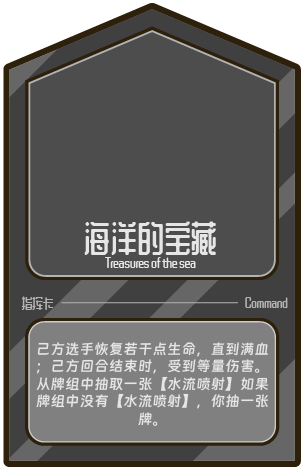 海洋的宝藏
Treasures of the sea
指挥卡
Command
己方选手恢复若干点生命，直到满血
；己方回合结束时，受到等量伤害。
从牌组中抽取一张【水流喷射】如果
牌组中没有【水流喷射】，你抽一张
牌。